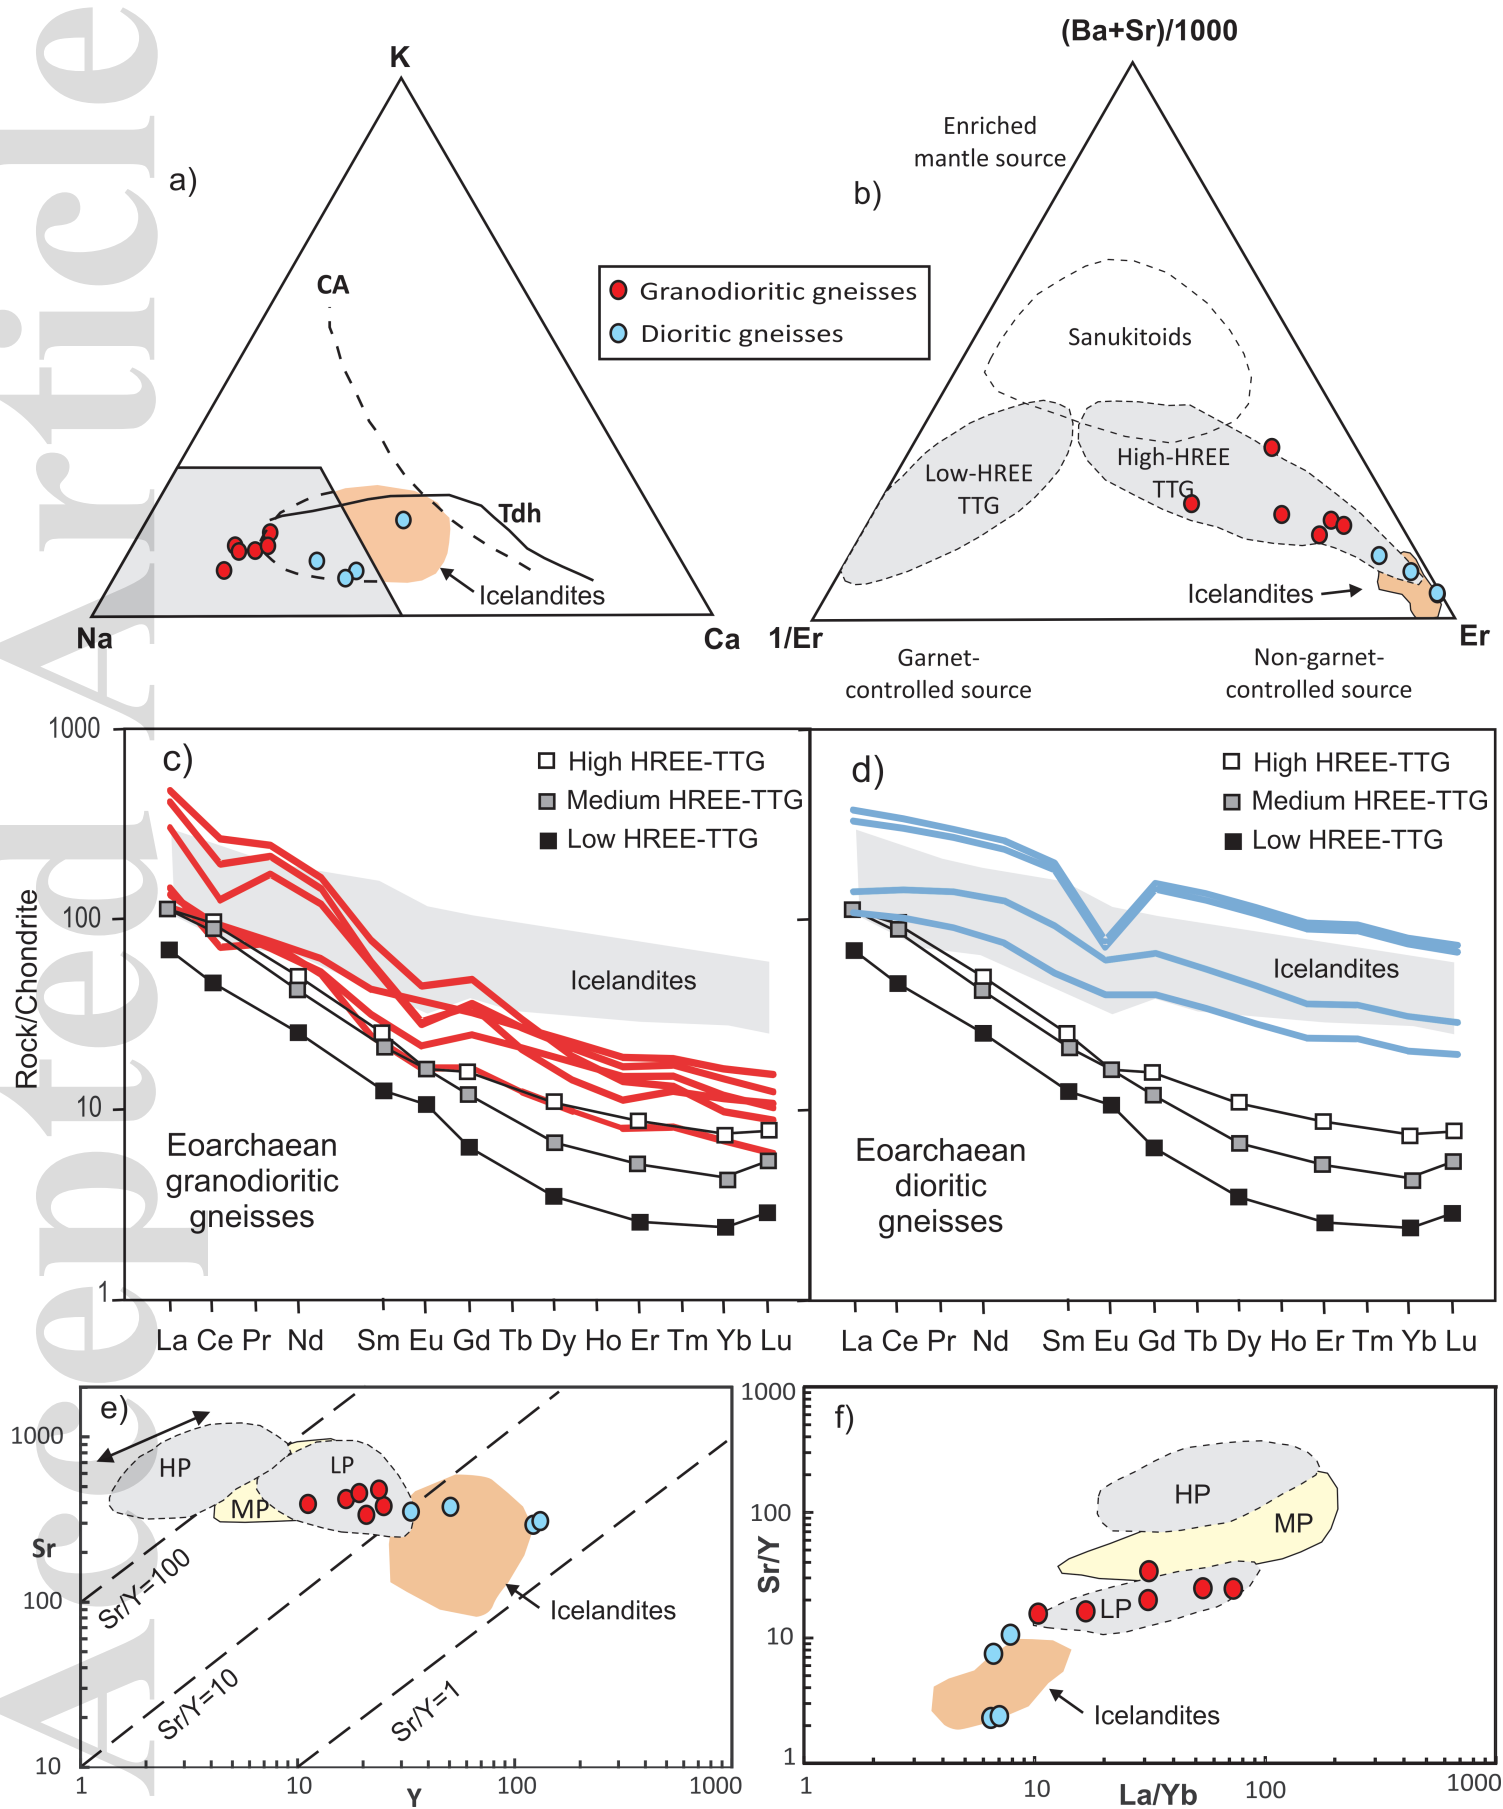 Accepted Article
(Ba+Sr)/1000
K
Enriched
mantle source
a)
b)
CA
Granodioritic gneisses
Dioritic gneisses
Sanukitoids
Low-HREE
TTG
High-HREE
TTG
Tdh
Icelandites
Icelandites
Na
Ca
1/Er
Er
Garnet-
controlled source
Non-garnet-
controlled source
1000
100
10
1
Rock/Chondrite
c)
High HREE-TTG
Medium HREE-TTG
Low HREE-TTG
Icelandites
Eoarchaean
granodioritic
gneisses
La Ce Pr Nd Sm Eu Gd Tb Dy Ho Er Tm Yb Lu
d)
High HREE-TTG
Medium HREE-TTG
Low HREE-TTG
Icelandites
Eoarchaean
dioritic
gneisses
La Ce Pr Nd Sm Eu Gd Tb Dy Ho Er Tm Yb Lu
e)
1000
100
10
Sr
HP
MP
LP
Sr/Y=100
Sr/Y=10
Sr/Y=1
Icelandites
1 10 100 1000
Y
f)
1000
100
10
1
Sr/Y
HP
MP
LP
Icelandites
1 10 100 1000
La/Yb